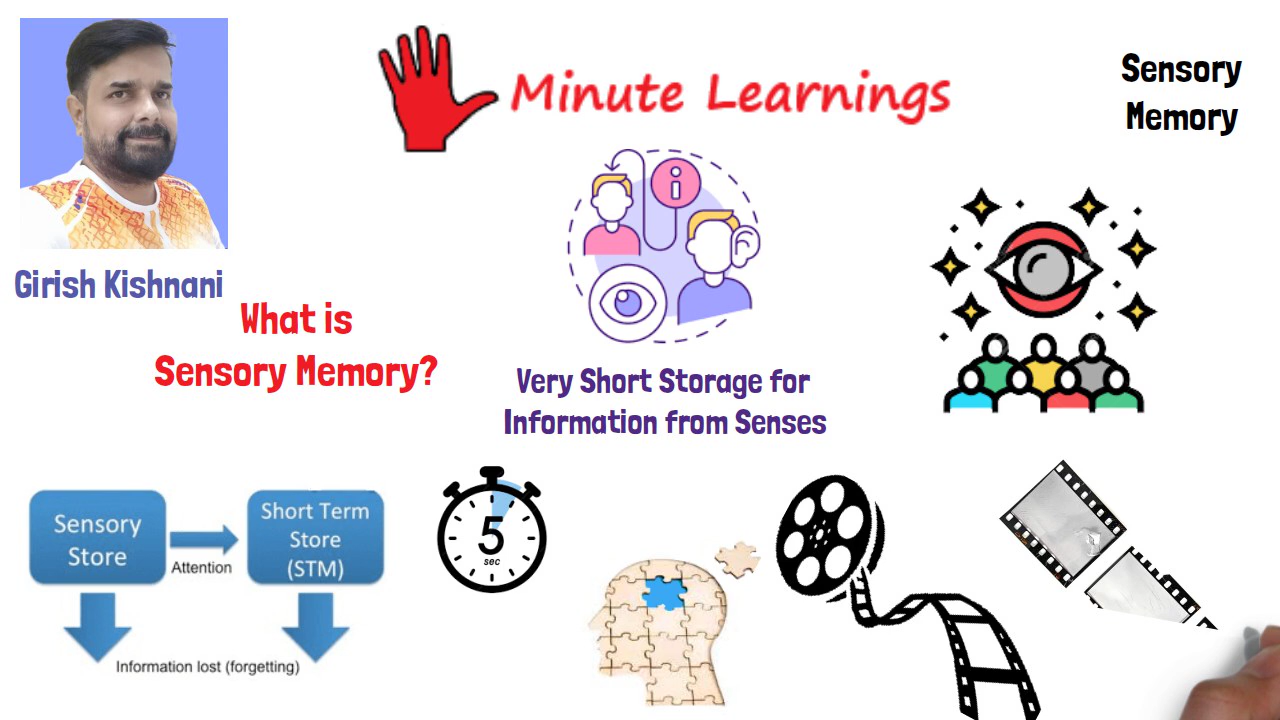 Minute Learnings
Sensory
Memory
Girish Kishnani
What is
Sensory Memory?
Very Short Storage for
Information from Senses
Sensory
Store
Attention
Short Term
Store
(STM)
Information lost (forgetting)
5
sec
i